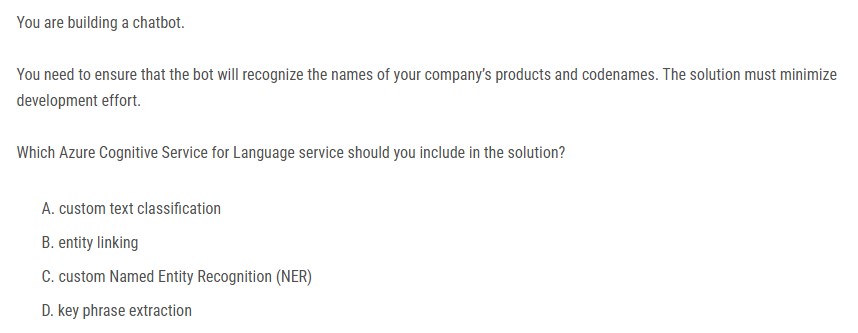 You are building a chatbot.
You need to ensure that the bot will recognize the names of your company's products and codenames. The solution must minimize
development effort.
Which Azure Cognitive Service for Language service should you include in the solution?
A. custom text classification
B. entity linking
C. custom Named Entity Recognition (NER)
D. key phrase extraction